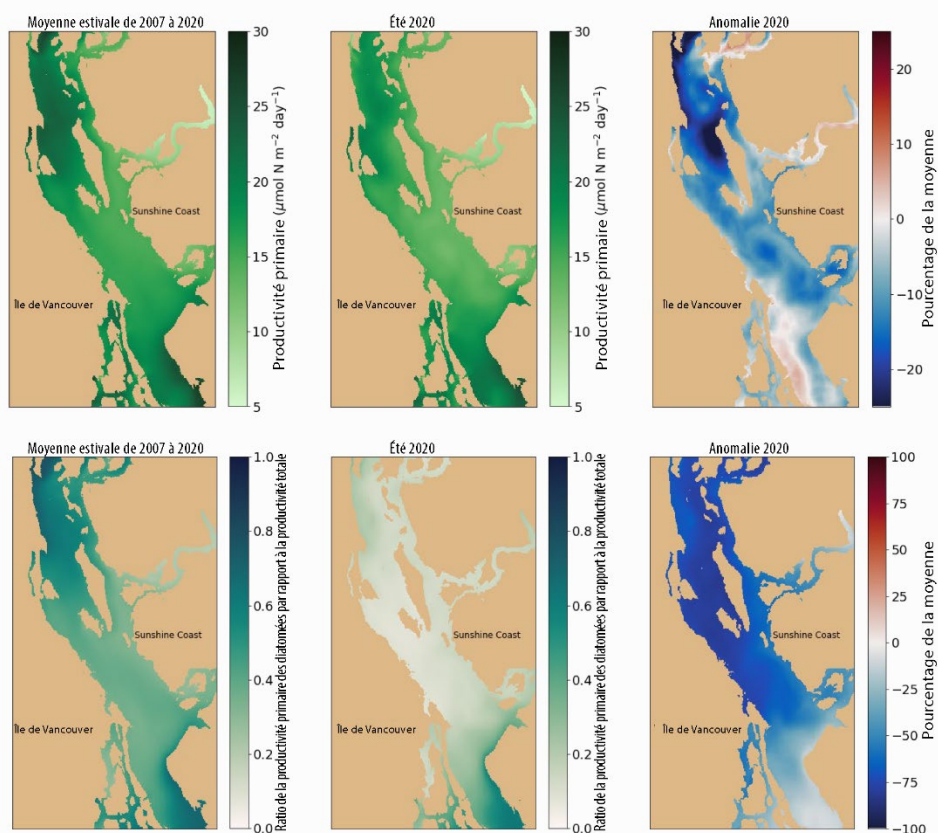 Moyenne estivale de 2007 à 2020
Été 2020
Anomalie 2020
30
25
20
15
10
5
Productivité primaire (μmol N m⁻² day⁻¹)
30
25
20
15
10
5
Productivité primaire (μmol N m⁻² day⁻¹)
20
10
0
−10
−20
Pourcentage de la moyenne
Sunshine Coast
Île de Vancouver
Sunshine Coast
Île de Vancouver
Sunshine Coast
Île de Vancouver
Moyenne estivale de 2007 à 2020
Été 2020
Anomalie 2020
1.0
0.8
0.6
0.4
0.2
0.0
Ratio de la productivité primaire des diatomées par rapport à la productivité totale
1.0
0.8
0.6
0.4
0.2
0.0
Ratio de la productivité primaire des diatomées par rapport à la productivité totale
100
75
50
25
0
−25
−50
−75
−100
Pourcentage de la moyenne
Sunshine Coast
Île de Vancouver
Sunshine Coast
Île de Vancouver
Sunshine Coast
Île de Vancouver